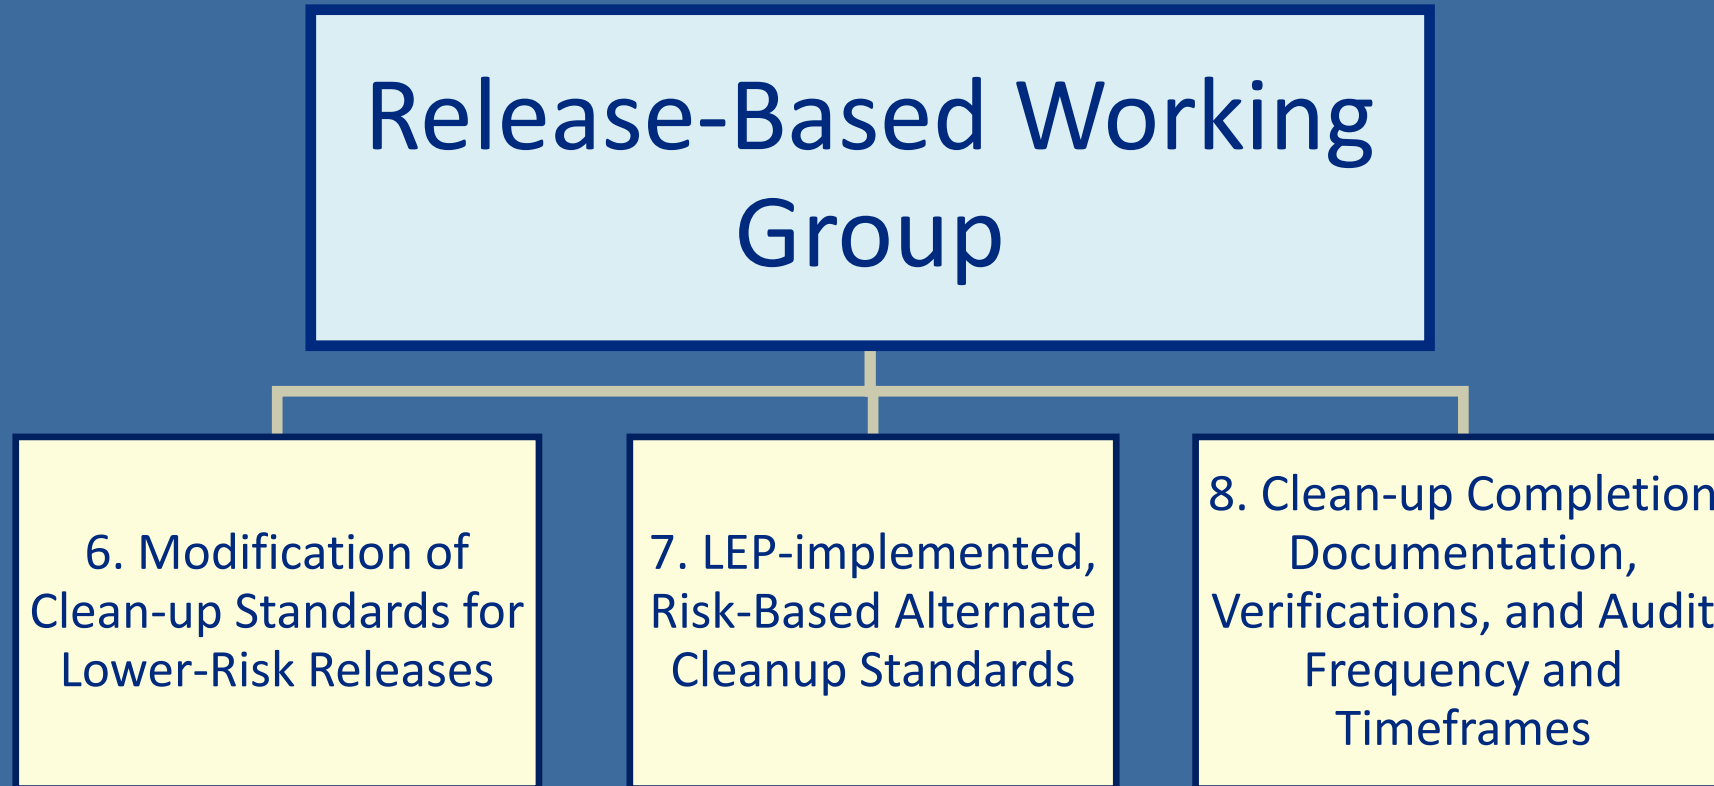 Release-Based Working
Group
6. Modification of
Clean-up Standards for
Lower-Risk Releases
7. LEP-implemented,
Risk-Based Alternate
Cleanup Standards
8. Clean-up Completion
Documentation,
Verifications, and Audit
Frequency and
Timeframes